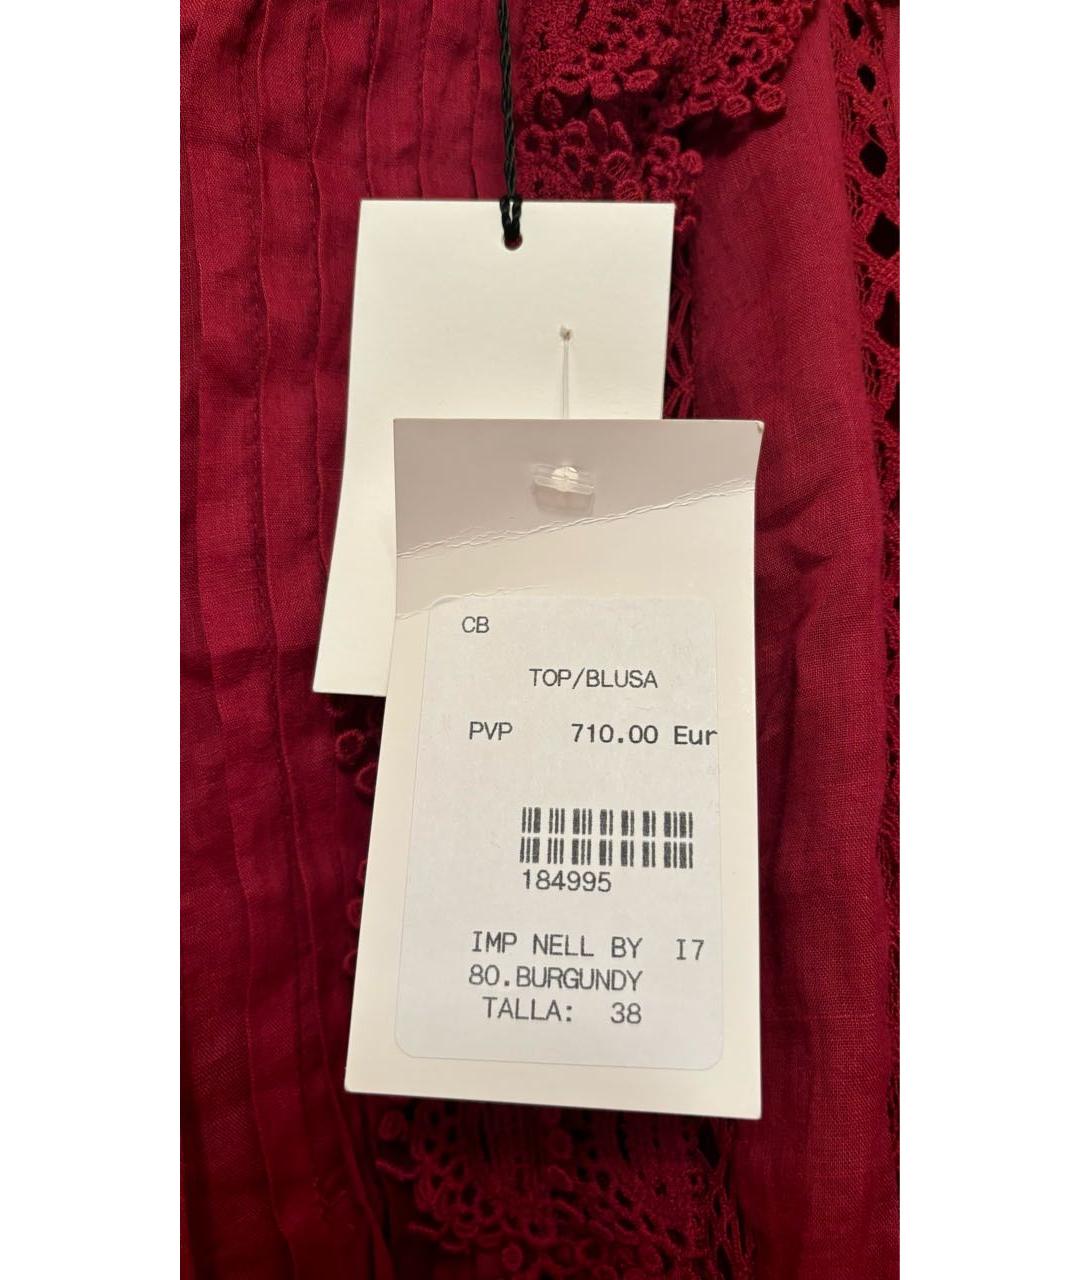 CB
TOP/BLUSA
PVP 710.00 Eur
184995
IMP NELL BY I7
80.BURGUNDY
TALLA: 38